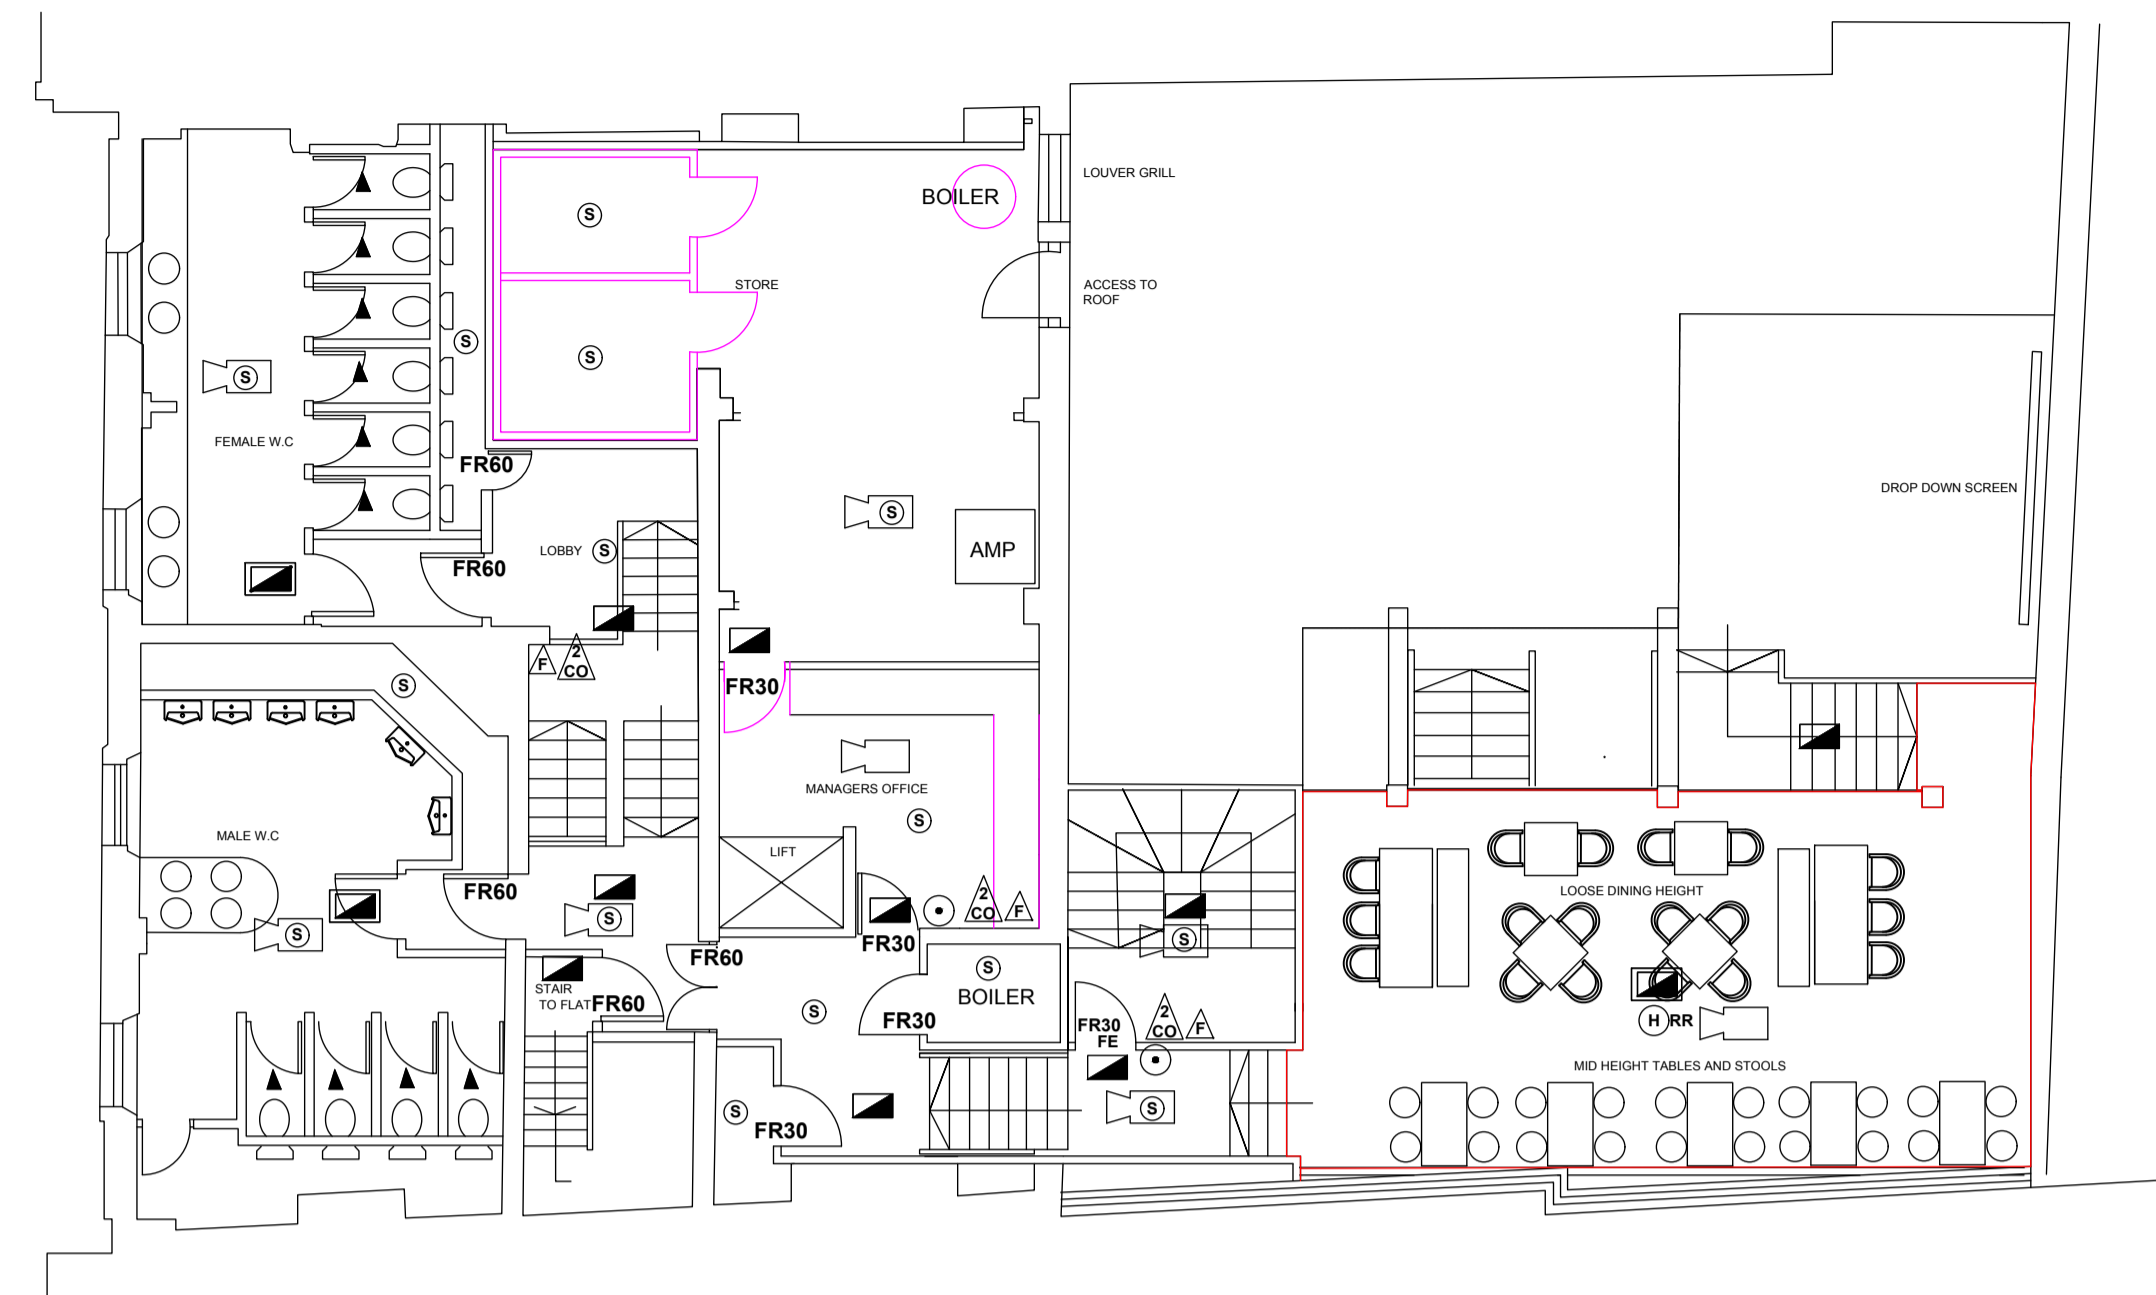 LOUVER GRILL
BOILER
S
STORE
ACCESS TO
ROOF
S
S
S
FEMALE W.C
FR60
DROP DOWN SCREEN
S
AMP
LOBBY
S
FR60
F
2
CO
S
FR30
MANAGERS OFFICE
S
MALE W.C
LIFT
FR60
LOOSE DINING HEIGHT
2
CO
F
S
S
FR30
S
FR60
S
BOILER
STAIR
TO FLAT
FR60
S
FR30
2
CO
F
FR30
FE
H
RR
MID HEIGHT TABLES AND STOOLS
S
FR30
S